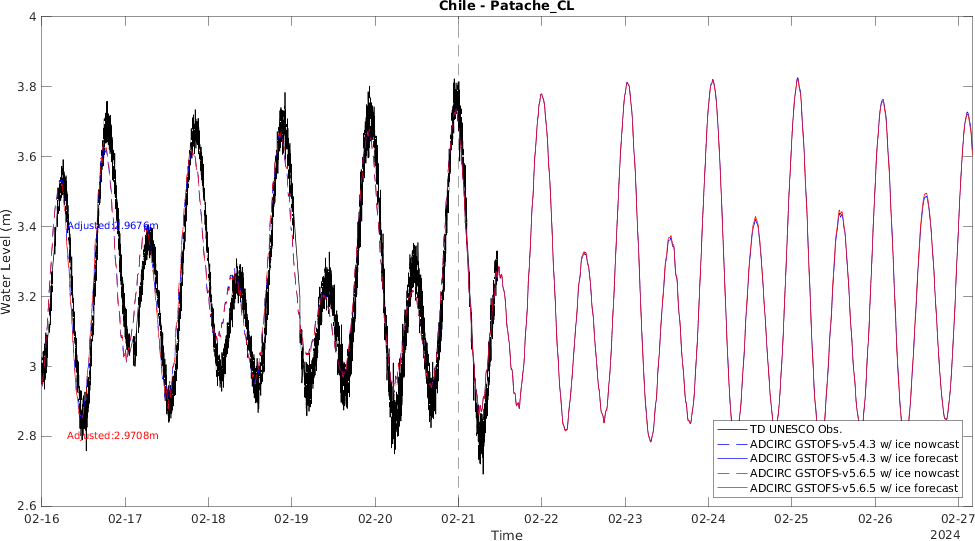 Chile - Patache_CL
4
3.8
3.6
3.4
3.2
3
2.8
2.6
Water Level (m)
Adjusted:2.9676m
Adjusted:2.9708m
TD UNESCO Obs.
ADCIRC GSTOFS-v5.4.3 w/ ice nowcast
ADCIRC GSTOFS-v5.4.3 w/ ice forecast
ADCIRC GSTOFS-v5.6.5 w/ ice nowcast
ADCIRC GSTOFS-v5.6.5 w/ ice forecast
02-16 02-17 02-18 02-19 02-20 02-21 02-22 02-23 02-24 02-25 02-26 02-27
Time
2024